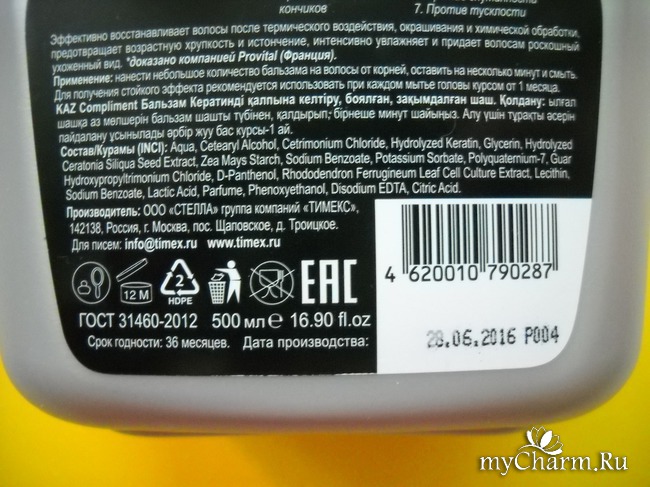 кончиков
7. Против тусклости
Эффективно восстанавливает волосы после термического воздействия, окрашивания и химической обработки,
предотвращает возрастную хрупкость и истончение, интенсивно увлажняет и придает волосам роскошный
ухоженный вид. *доказано компанией Provital (Франция).
Применение: нанести небольшое количество бальзама на волосы от корней, оставить на несколько минут и смыть.
Для получения стойкого эффекта рекомендуется использовать при каждом мытье головы курсом от 1 месяца.
KAZ Compliment Бальзам Кератинді қалпына келтіру, боялған, зақымдалған шаш. Қолдану: ылғал
шашқа аз мөлшерін бальзам шашты түбінен, қалдырып, бірнеше минут шайыңыз. Алу үшін тұрақты әсерін
пайдалану ұсынылады әрбір жуу бас курсы-1 ай.
Состав/Құрамы (INCI): Aqua, Cetearyl Alcohol, Cetrimonium Chloride, Hydrolyzed Keratin, Glycerin, Hydrolyzed
Ceratonia Siliqua Seed Extract, Zea Mays Starch, Sodium Benzoate, Potassium Sorbate, Polyquaternium-7, Guar
Hydroxypropyltrimonium Chloride, D-Panthenol, Rhododendron Ferrugineum Leaf Cell Culture Extract, Lecithin,
Sodium Benzoate, Lactic Acid, Parfume, Phenoxyethanol, Disodium EDTA, Citric Acid.
Производитель: ООО «СТЕЛЛА» группа компаний «ТИМЕКС»,
142138, Россия, г. Москва, пос. Щаповское, д. Троицкое.
Для писем: info@timex.ru www.timex.ru
12 M
2
HDPE
EAC
ГОСТ 31460-2012 500 мл e 16.90 fl.oz
Срок годности: 36 месяцев. Дата производства:
4 620010 790287
28.06.2016 P004
myCharm.Ru